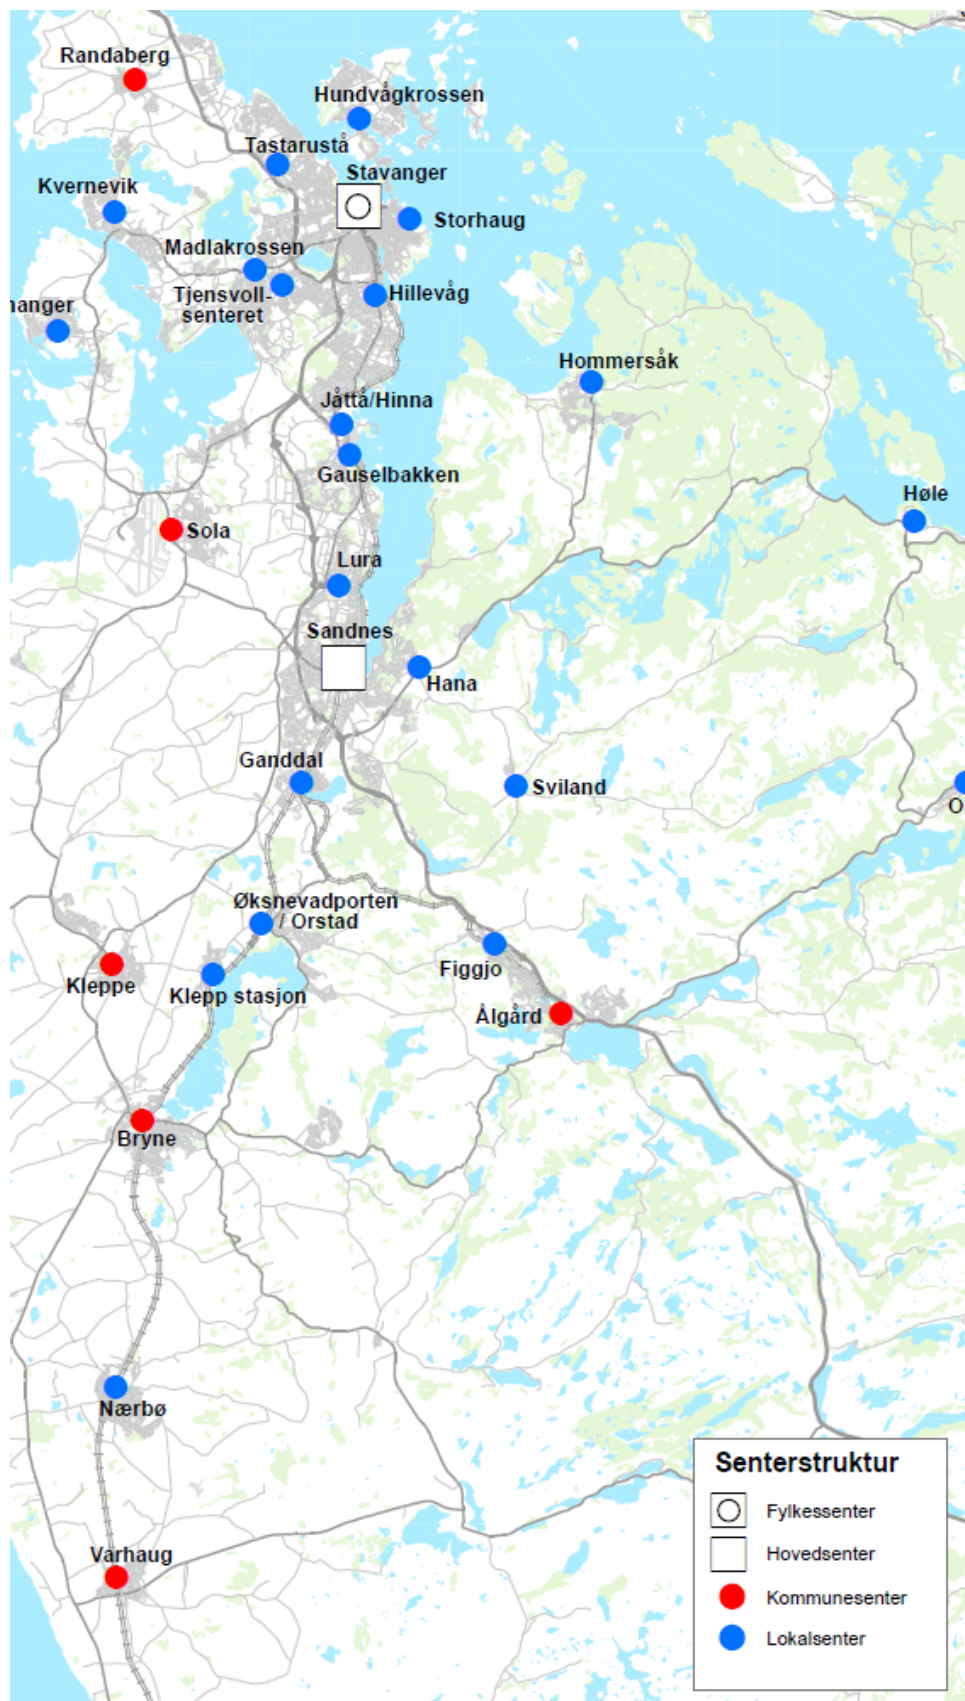 Randaberg
Hundvågkrossen
Tastarustå
Stavanger
Kvernevik
Storhaug
Madlakrossen
Tjensvoll-
senteret
Hillevåg
Hommersåk
Jåttå/Hinna
Gauselbakken
Høle
Sola
Lura
Sandnes
Hana
Ganddal
Sviland
Øksnevadporten
/ Orstad
Figgjo
Kleppe
Klepp stasjon
Ålgård
Bryne
Nærbø
Varhaug
Senterstruktur
Fylkessenter
Hovedsenter
Kommunesenter
Lokalsenter